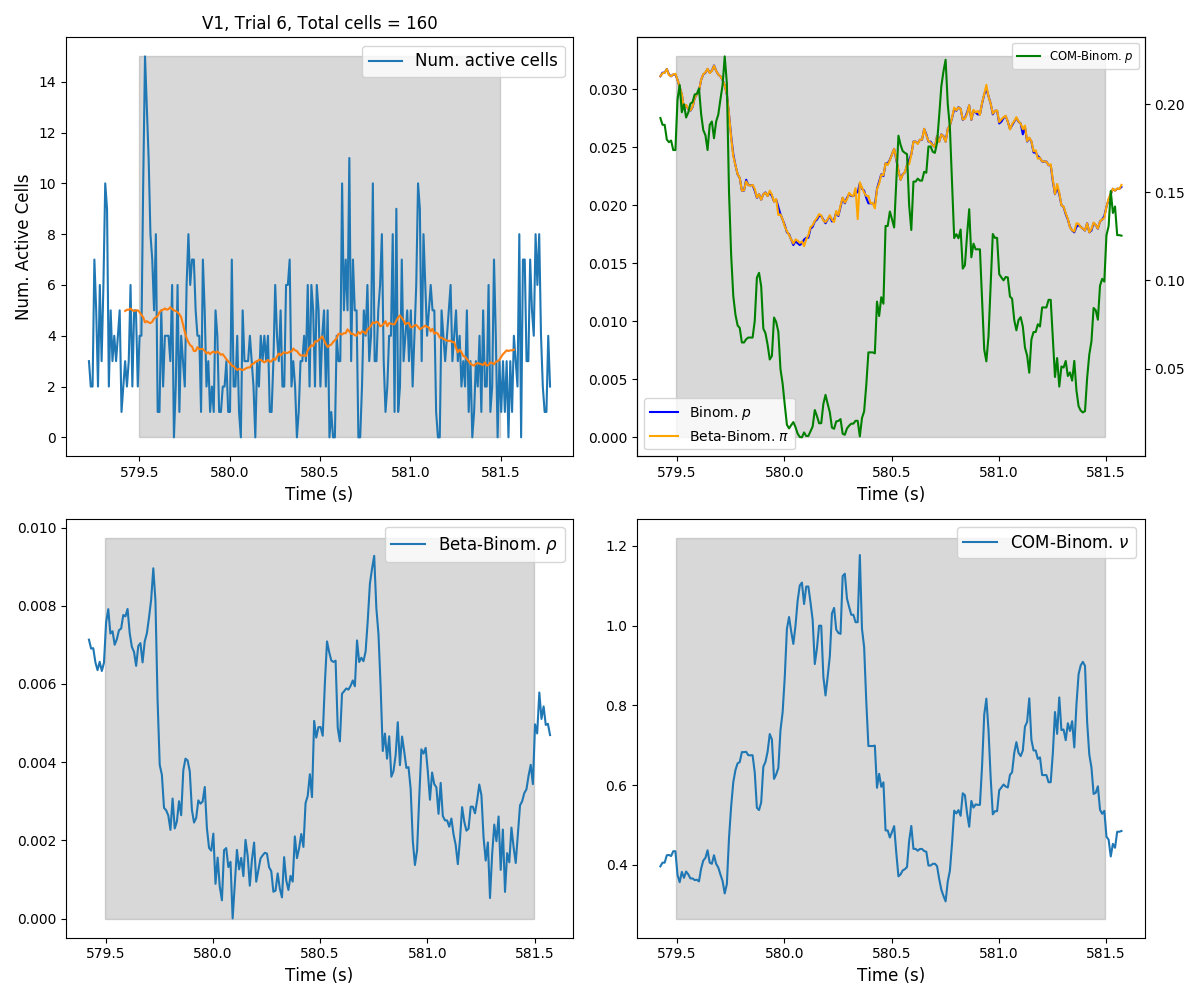 V1, Trial 6, Total cells = 160
Num. active cells
Num. Active Cells
14
12
10
8
6
4
2
0
579.5 580.0 580.5 581.0 581.5
Time (s)
COM-Binom. p
0.030
0.025
0.020
0.015
0.010
0.005
0.000
0.20
0.15
0.10
0.05
Binom. p
Beta-Binom. π
579.5 580.0 580.5 581.0 581.5
Time (s)
Beta-Binom. ρ
0.010
0.008
0.006
0.004
0.002
0.000
579.5 580.0 580.5 581.0 581.5
Time (s)
COM-Binom. ν
1.2
1.0
0.8
0.6
0.4
579.5 580.0 580.5 581.0 581.5
Time (s)